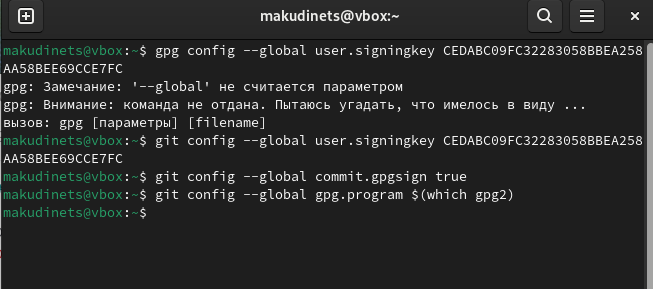 makudinets@vbox:~
makudinets@vbox:~$ gpg config --global user.signingkey CEDABC09FC32283058BBEA258
AA58BEE69CCE7FC
gpg: Замечание: '--global' не считается параметром
gpg: Внимание: команда не отдана. Пытаюсь угадать, что имелось в виду ...
вызов: gpg [параметры] [filename]
makudinets@vbox:~$ git config --global user.signingkey CEDABC09FC32283058BBEA258
AA58BEE69CCE7FC
makudinets@vbox:~$ git config --global commit.gpgsign true
makudinets@vbox:~$ git config --global gpg.program $(which gpg2)
makudinets@vbox:~$